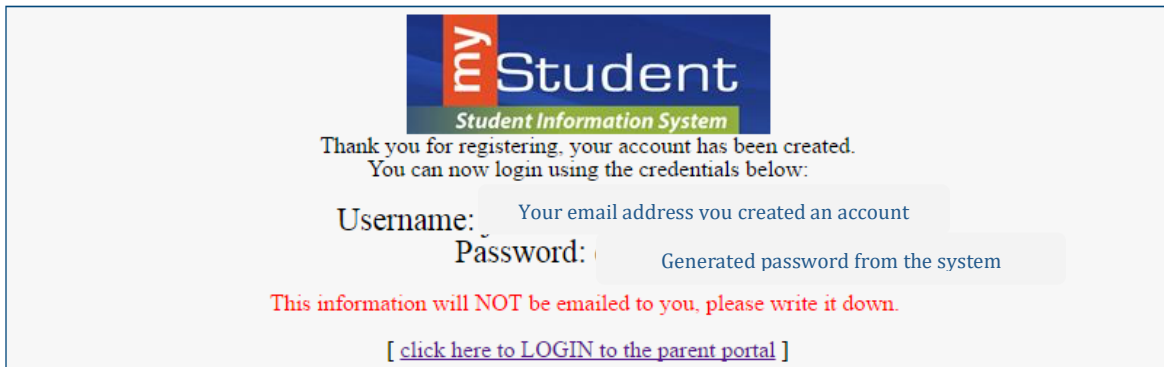 my
Student
Student Information System
Thank you for registering, your account has been created.
You can now login using the credentials below:
Username: Your email address you created an account
Password: Generated password from the system
This information will NOT be emailed to you, please write it down.
[ click here to LOGIN to the parent portal ]